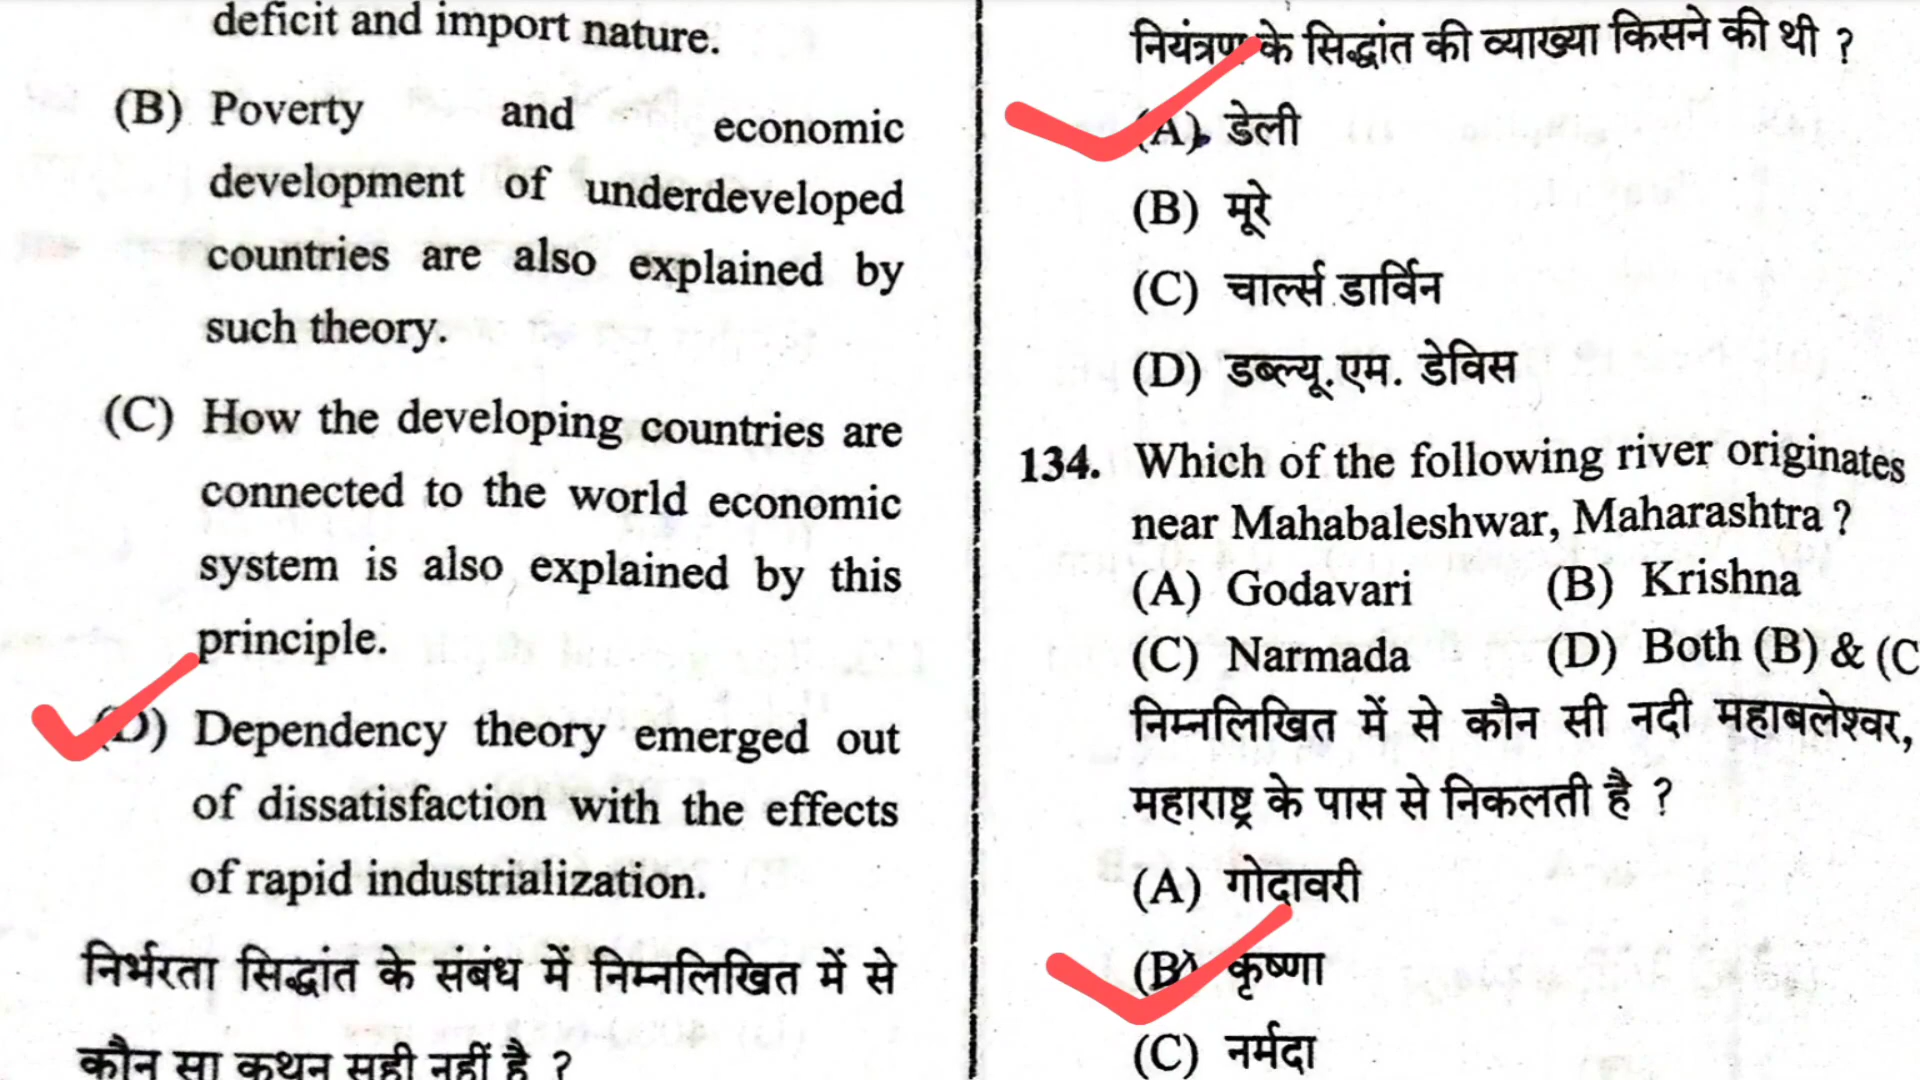 deficit and import nature.
(B) Poverty and economic
development of underdeveloped
countries are also explained by
such theory.
(C) How the developing countries are
connected to the world economic
system is also explained by this
principle.
(D) Dependency theory emerged out
of dissatisfaction with the effects
of rapid industrialization.
निर्भरता सिद्धांत के संबंध में निम्नलिखित में से
कौन सा कथन सही नहीं है ?
नियंत्रण के सिद्धांत की व्याख्या किसने की थी ?
(A) डेली
(B) मूरे
(C) चार्ल्स डार्विन
(D) डब्ल्यू.एम. डेविस
134. Which of the following river originates
near Mahabaleshwar, Maharashtra ?
(A) Godavari (B) Krishna
(C) Narmada (D) Both (B) & (C
निम्नलिखित में से कौन सी नदी महाबलेश्वर,
महाराष्ट्र के पास से निकलती है ?
(A) गोदावरी
(B) कृष्णा
(C) नर्मदा